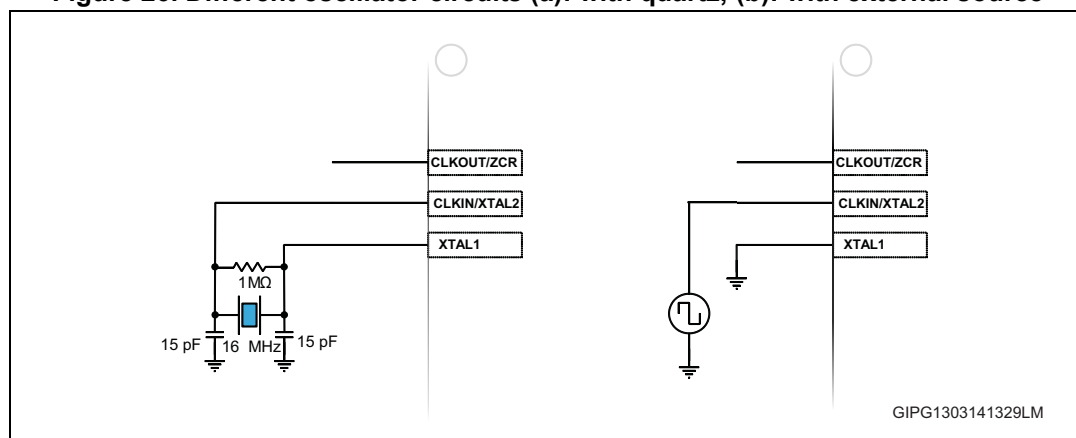 Figure 20. Different oscillator circuits (a): with quartz, (b): with external source
CLKOUT/ZCR
CLKIN/XTAL2
XTAL1
1MΩ
15 pF
16 MHz
15 pF
CLKOUT/ZCR
CLKIN/XTAL2
XTAL1
GIPG1303141329LM